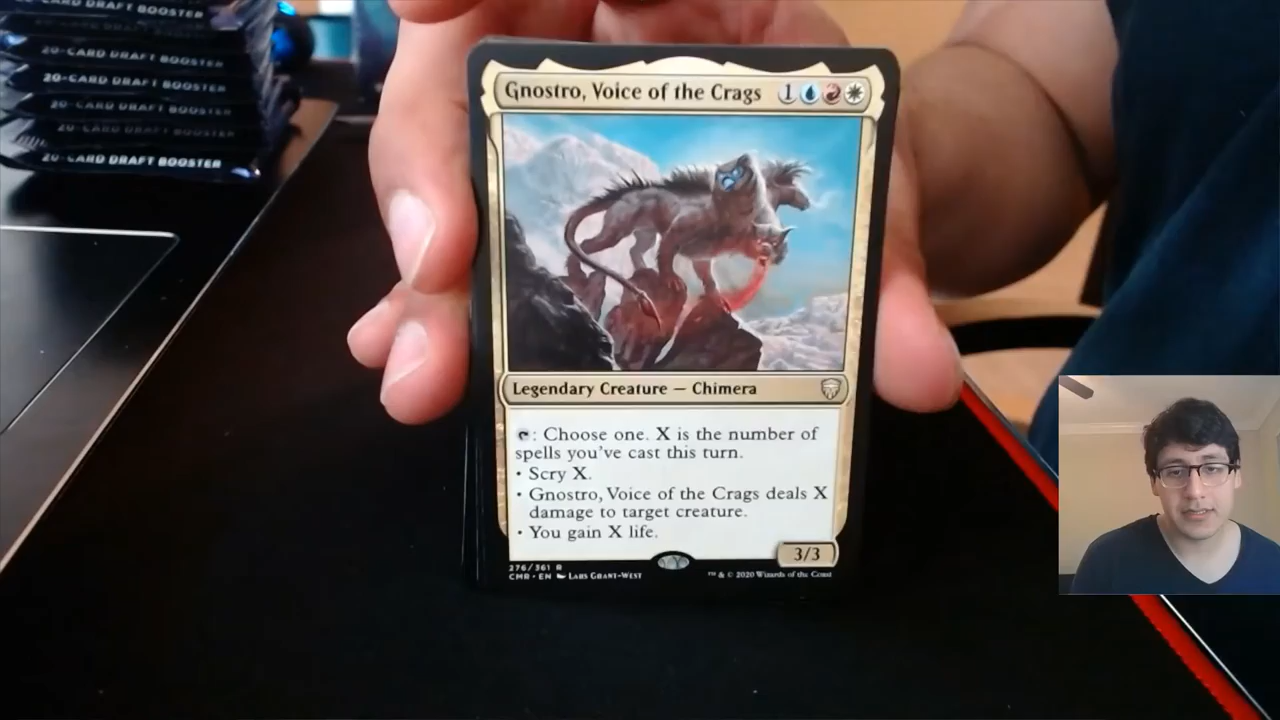 BOOSTER
20-CARD DRAFT BOOSTER
20-CARD DRAFT BOOSTER
20-CARD DRAFT BOOSTER
20-CARD DRAFT BOOSTER
20-CARD DRAFT BOOSTER
Gnostro, Voice of the Crags 1
Legendary Creature — Chimera
: Choose one. X is the number of
spells you've cast this turn.
• Scry X.
• Gnostro, Voice of the Crags deals X
damage to target creature.
• You gain X life.
3/3
276/361 R
CMR • EN Lars Grant-West
™ & © 2020 Wizards of the Coast